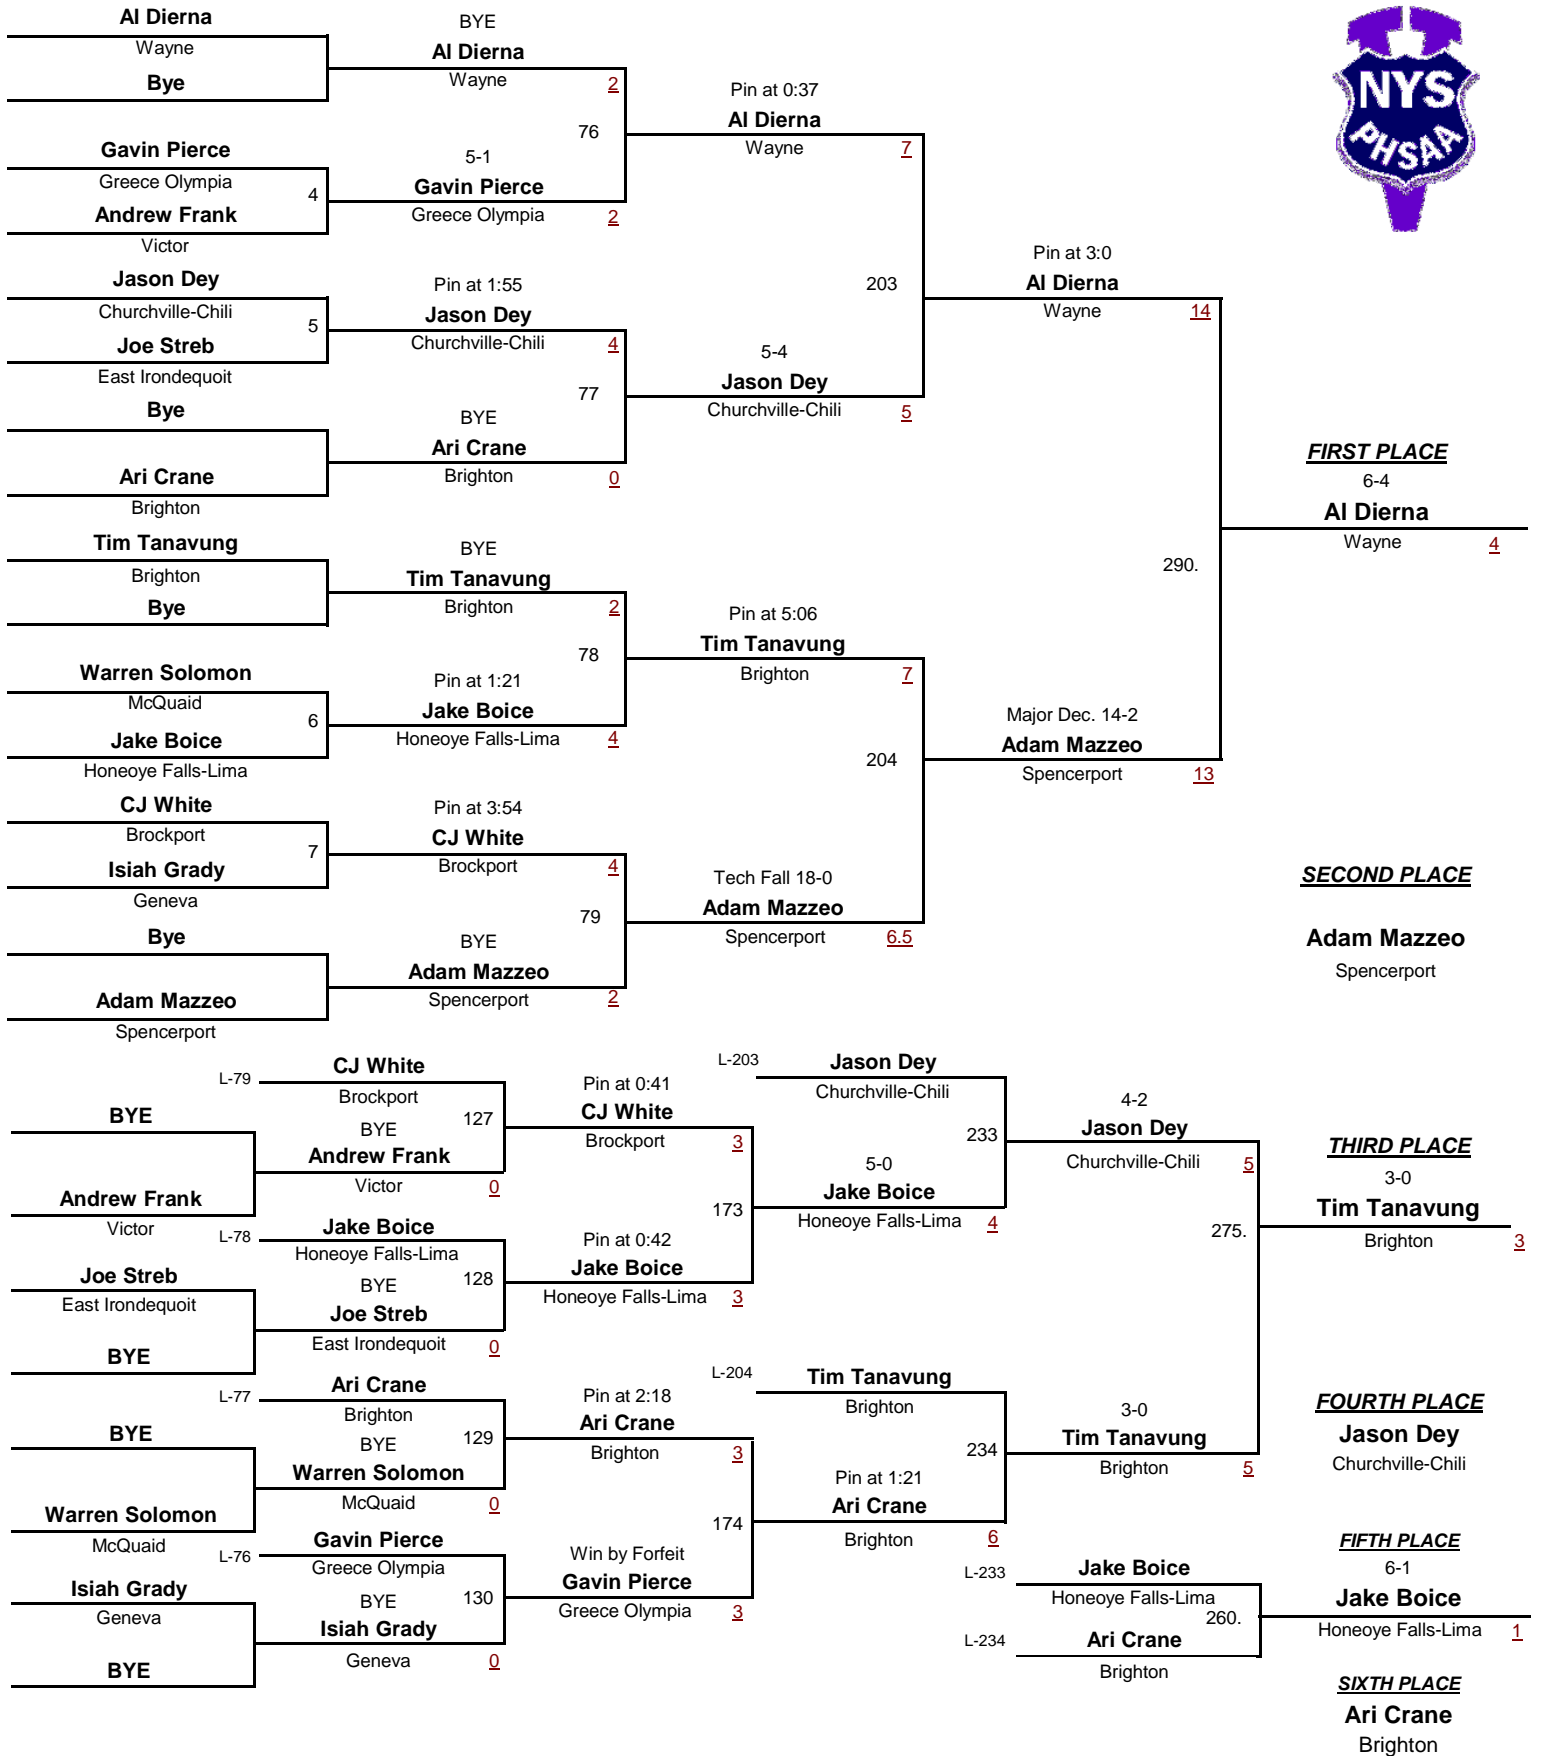 Al Dierna
Wayne
Bye
Gavin Pierce
Greece Olympia
4
Andrew Frank
Victor
Jason Dey
Churchville-Chili
5
Joe Streb
East Irondequoit
Bye
Ari Crane
Brighton
Tim Tanavung
Brighton
Bye
Warren Solomon
McQuaid
6
Jake Boice
Honeoye Falls-Lima
CJ White
Brockport
7
Isiah Grady
Geneva
Bye
Adam Mazzeo
Spencerport
BYE
Al Dierna
Wayne
2
76
5-1
Gavin Pierce
Greece Olympia
2
Pin at 1:55
Jason Dey
Churchville-Chili
4
77
BYE
Ari Crane
Brighton
0
BYE
Tim Tanavung
Brighton
2
78
Pin at 1:21
Jake Boice
Honeoye Falls-Lima
4
Pin at 3:54
CJ White
Brockport
4
79
BYE
Adam Mazzeo
Spencerport
2
Pin at 0:37
Al Dierna
Wayne
7
203
5-4
Jason Dey
Churchville-Chili
5
Pin at 5:06
Tim Tanavung
Brighton
7
204
Tech Fall 18-0
Adam Mazzeo
Spencerport
6.5
Pin at 3:0
Al Dierna
Wayne
14
290.
Major Dec. 14-2
Adam Mazzeo
Spencerport
13
NYS
PHSAA
FIRST PLACE
6-4
Al Dierna
Wayne
4
SECOND PLACE
Adam Mazzeo
Spencerport
L-79
CJ White
Brockport
127
BYE
BYE
Andrew Frank
Victor
0
Andrew Frank
Victor
L-78
Jake Boice
Honeoye Falls-Lima
128
Joe Streb
East Irondequoit
BYE
Joe Streb
East Irondequoit
0
BYE
L-77
Ari Crane
Brighton
129
BYE
BYE
Warren Solomon
McQuaid
0
Warren Solomon
McQuaid
L-76
Gavin Pierce
Greece Olympia
130
Isiah Grady
Geneva
BYE
Isiah Grady
Geneva
0
BYE
Pin at 0:41
CJ White
Brockport
3
173
Pin at 0:42
Jake Boice
Honeoye Falls-Lima
3
Pin at 2:18
Ari Crane
Brighton
3
174
Win by Forfeit
Gavin Pierce
Greece Olympia
3
L-203
Jason Dey
Churchville-Chili
233
5-0
Jake Boice
Honeoye Falls-Lima
4
L-204
Tim Tanavung
Brighton
234
Pin at 1:21
Ari Crane
Brighton
6
4-2
Jason Dey
Churchville-Chili
5
275.
3-0
Tim Tanavung
Brighton
5
L-233
Jake Boice
Honeoye Falls-Lima
260.
L-234
Ari Crane
Brighton
THIRD PLACE
3-0
Tim Tanavung
Brighton
3
FOURTH PLACE
Jason Dey
Churchville-Chili
FIFTH PLACE
6-1
Jake Boice
Honeoye Falls-Lima
1
SIXTH PLACE
Ari Crane
Brighton